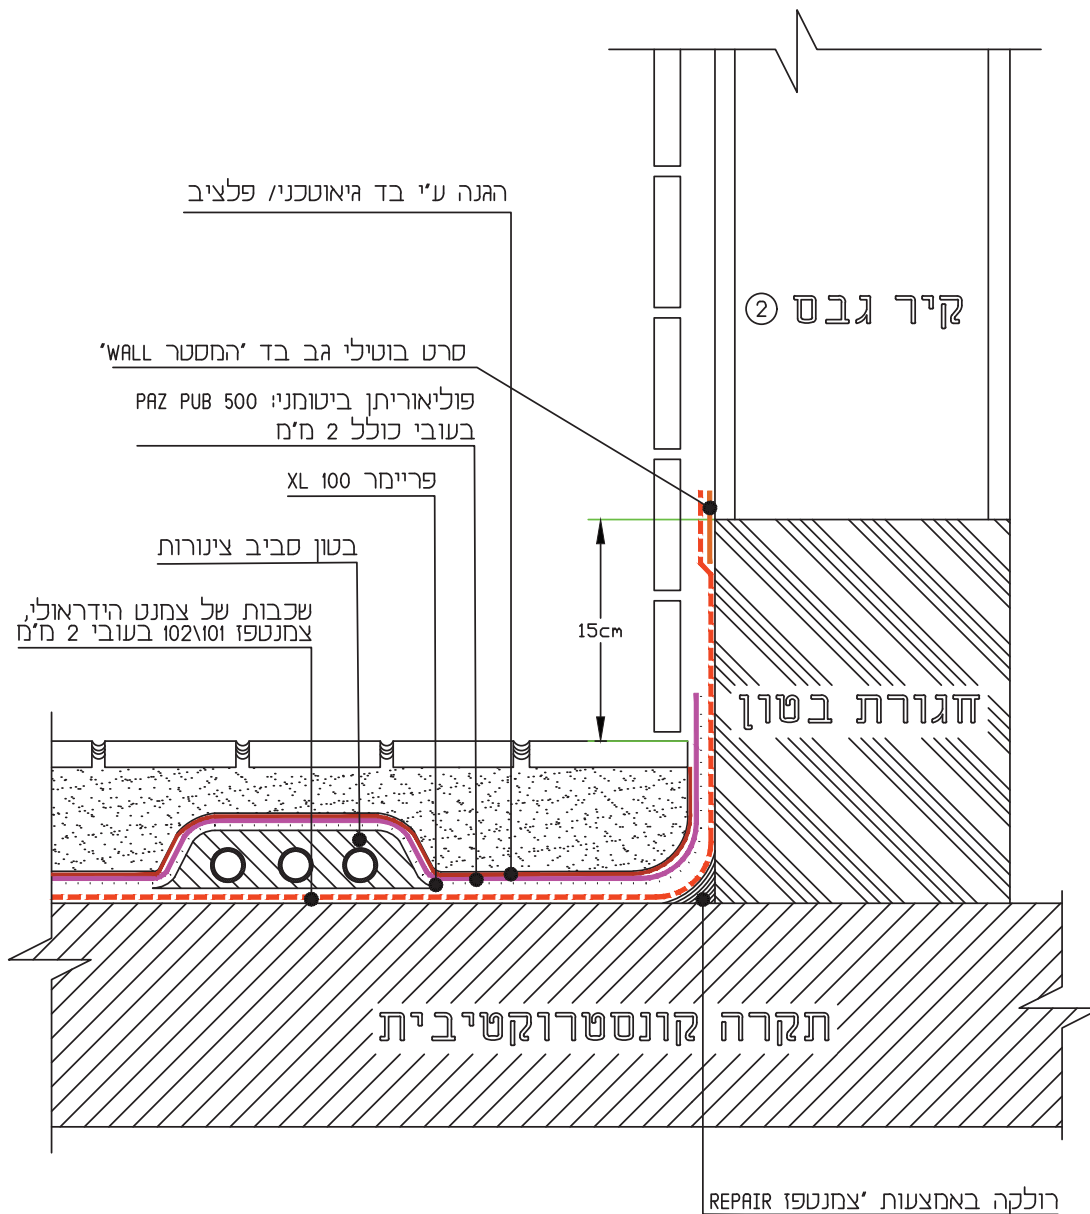 הגנה ע"י בד גיאוטכני/ פלציב
קיר גבס 2
סרט בוטילי גב בד "המסטר WALL"
פוליאוריתן ביטומני: PAZ PUB 500
בעובי כולל 2 מ"מ
פריימר XL 100
בטון סביב צינורות
שכבות של צמנט הידראולי,
צמנטפז 101\102 בעובי 2 מ"מ
15cm
חגורת בטון
תקרה קונסטרוקטיבית
רולקה באמצעות "צמנטפז REPAIR